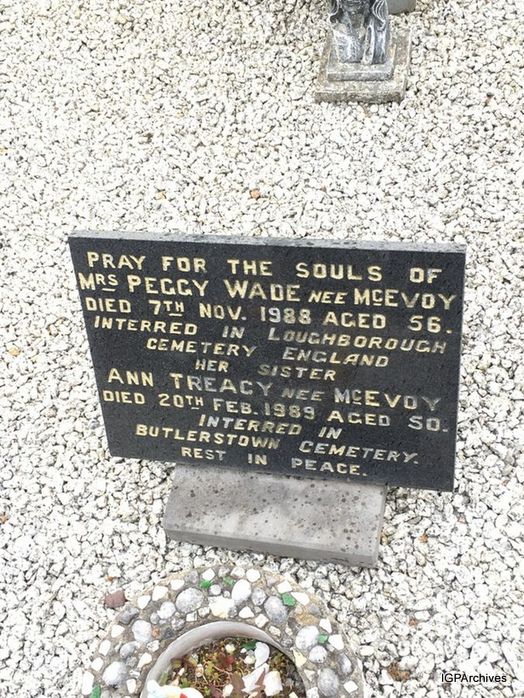 PRAY FOR THE SOULS OF
MRS PEGGY WADE NEE MCEVOY
DIED 7TH NOV. 1988 AGED 56.
INTERRED IN LOUGHBOROUGH
CEMETERY ENGLAND
HER SISTER
ANN TREACY NEE MCEVOY
DIED 20TH FEB. 1989 AGED 50.
INTERRED IN
BUTLERSTOWN CEMETERY.
REST IN PEACE.
IGPArchives